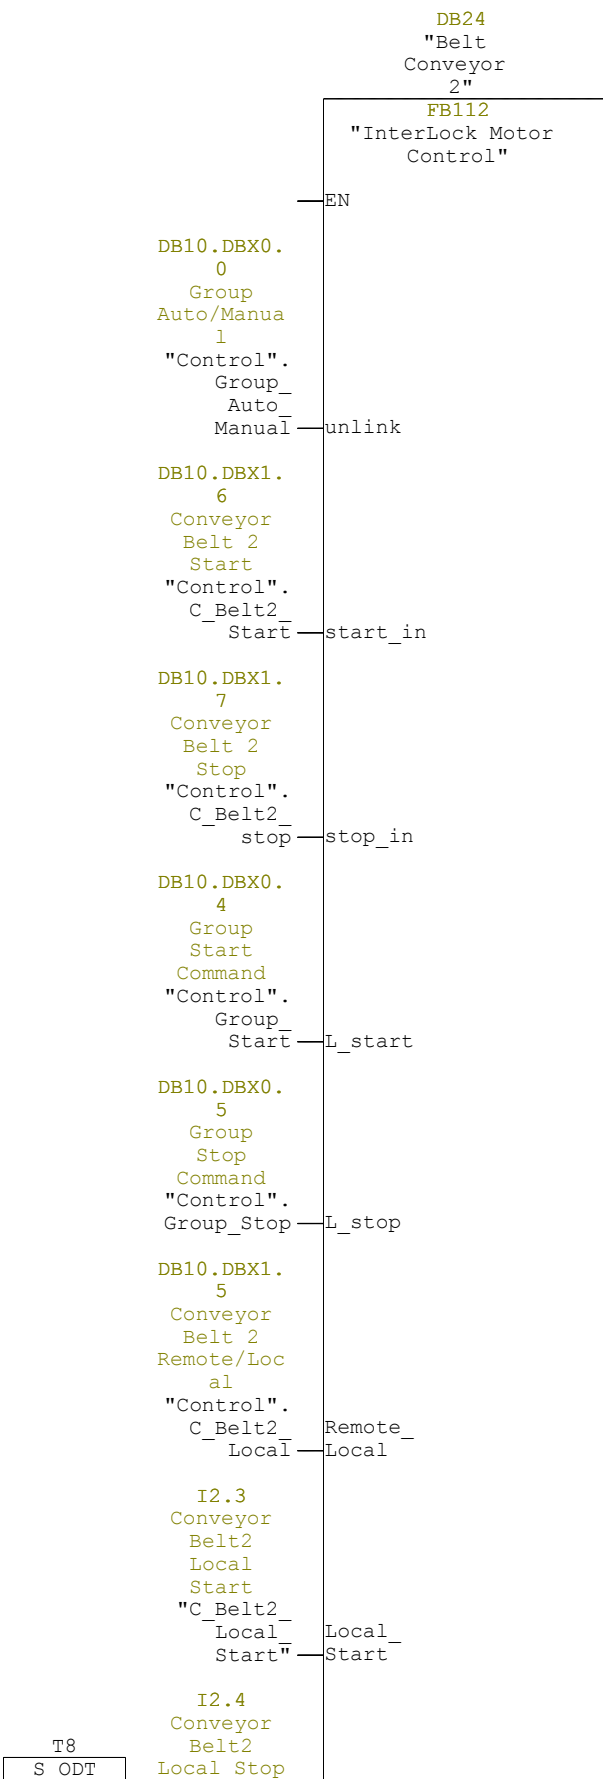 DB24
"Belt
Conveyor
2"
FB112
"InterLock Motor
Control"
EN
DB10.DBX0.
0
Group
Auto/Manua
l
"Control".
Group_
Auto_
Manual unlink
DB10.DBX1.
6
Conveyor
Belt 2
Start
"Control".
C_Belt2_
Start start_in
DB10.DBX1.
7
Conveyor
Belt 2
Stop
"Control".
C_Belt2_
stop stop_in
DB10.DBX0.
4
Group
Start
Command
"Control".
Group_
Start L_start
DB10.DBX0.
5
Group
Stop
Command
"Control".
Group_Stop L_stop
DB10.DBX1.
5
Conveyor
Belt 2
Remote/Loc
al
"Control".
C_Belt2_ Remote_
Local Local
I2.3
Conveyor
Belt2
Local
Start
"C_Belt2_
Local_ Local_
Start" Start
I2.4
Conveyor
T8 Belt2
S ODT Local Stop